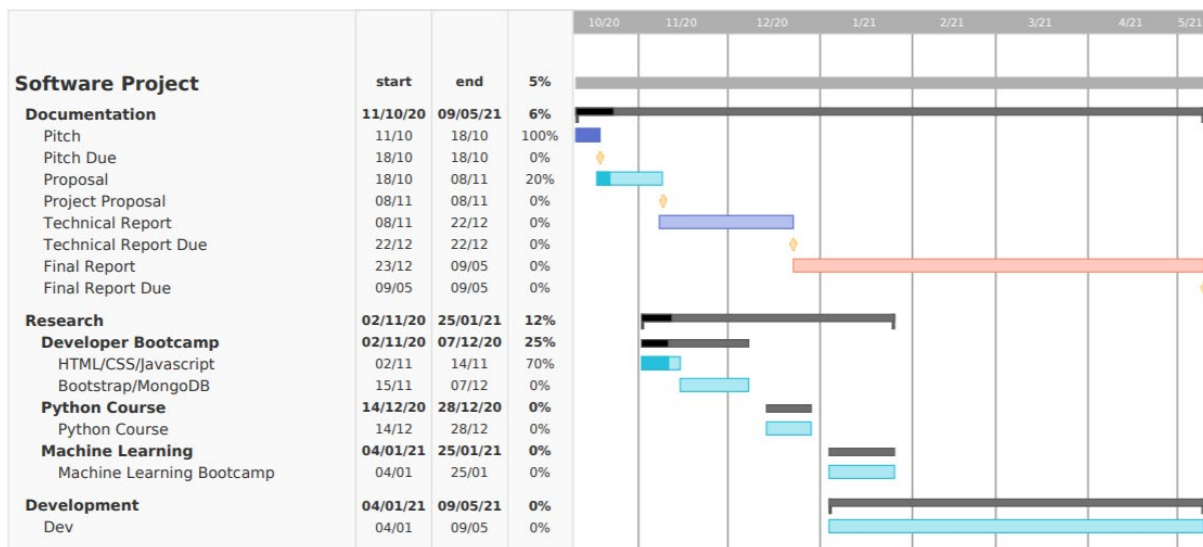 10/20 11/20 12/20 1/21 2/21 3/21 4/21 5/21
Software Project start end 5%
Documentation 11/10/20 09/05/21 6%
Pitch 11/10 18/10 100%
Pitch Due 18/10 18/10 0%
Proposal 18/10 08/11 20%
Project Proposal 08/11 08/11 0%
Technical Report 08/11 22/12 0%
Technical Report Due 22/12 22/12 0%
Final Report 23/12 09/05 0%
Final Report Due 09/05 09/05 0%
Research 02/11/20 25/01/21 12%
Developer Bootcamp 02/11/20 07/12/20 25%
HTML/CSS/Javascript 02/11 14/11 70%
Bootstrap/MongoDB 15/11 07/12 0%
Python Course 14/12/20 28/12/20 0%
Python Course 14/12 28/12 0%
Machine Learning 04/01/21 25/01/21 0%
Machine Learning Bootcamp 04/01 25/01 0%
Development 04/01/21 09/05/21 0%
Dev 04/01 09/05 0%